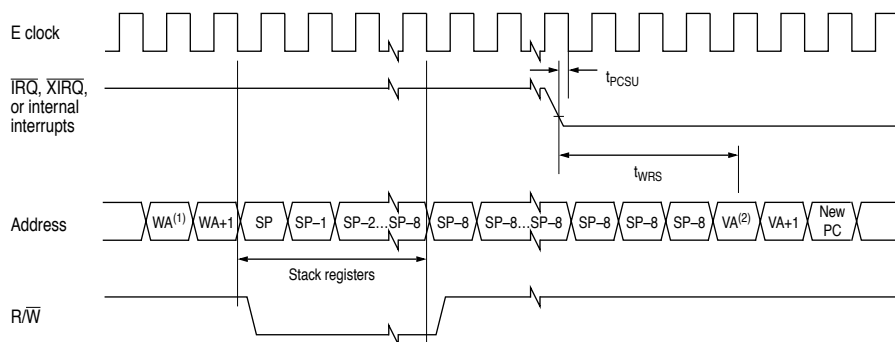 E clock
IRQ, XIRQ,
or internal
interrupts
tPCSU
tWRS
Address
WA(1) WA+1 SP SP–1 SP–2...SP–8 SP–8 SP–8...SP–8 SP–8 SP–8 SP–8 VA(2) VA+1 New PC
Stack registers
R/W